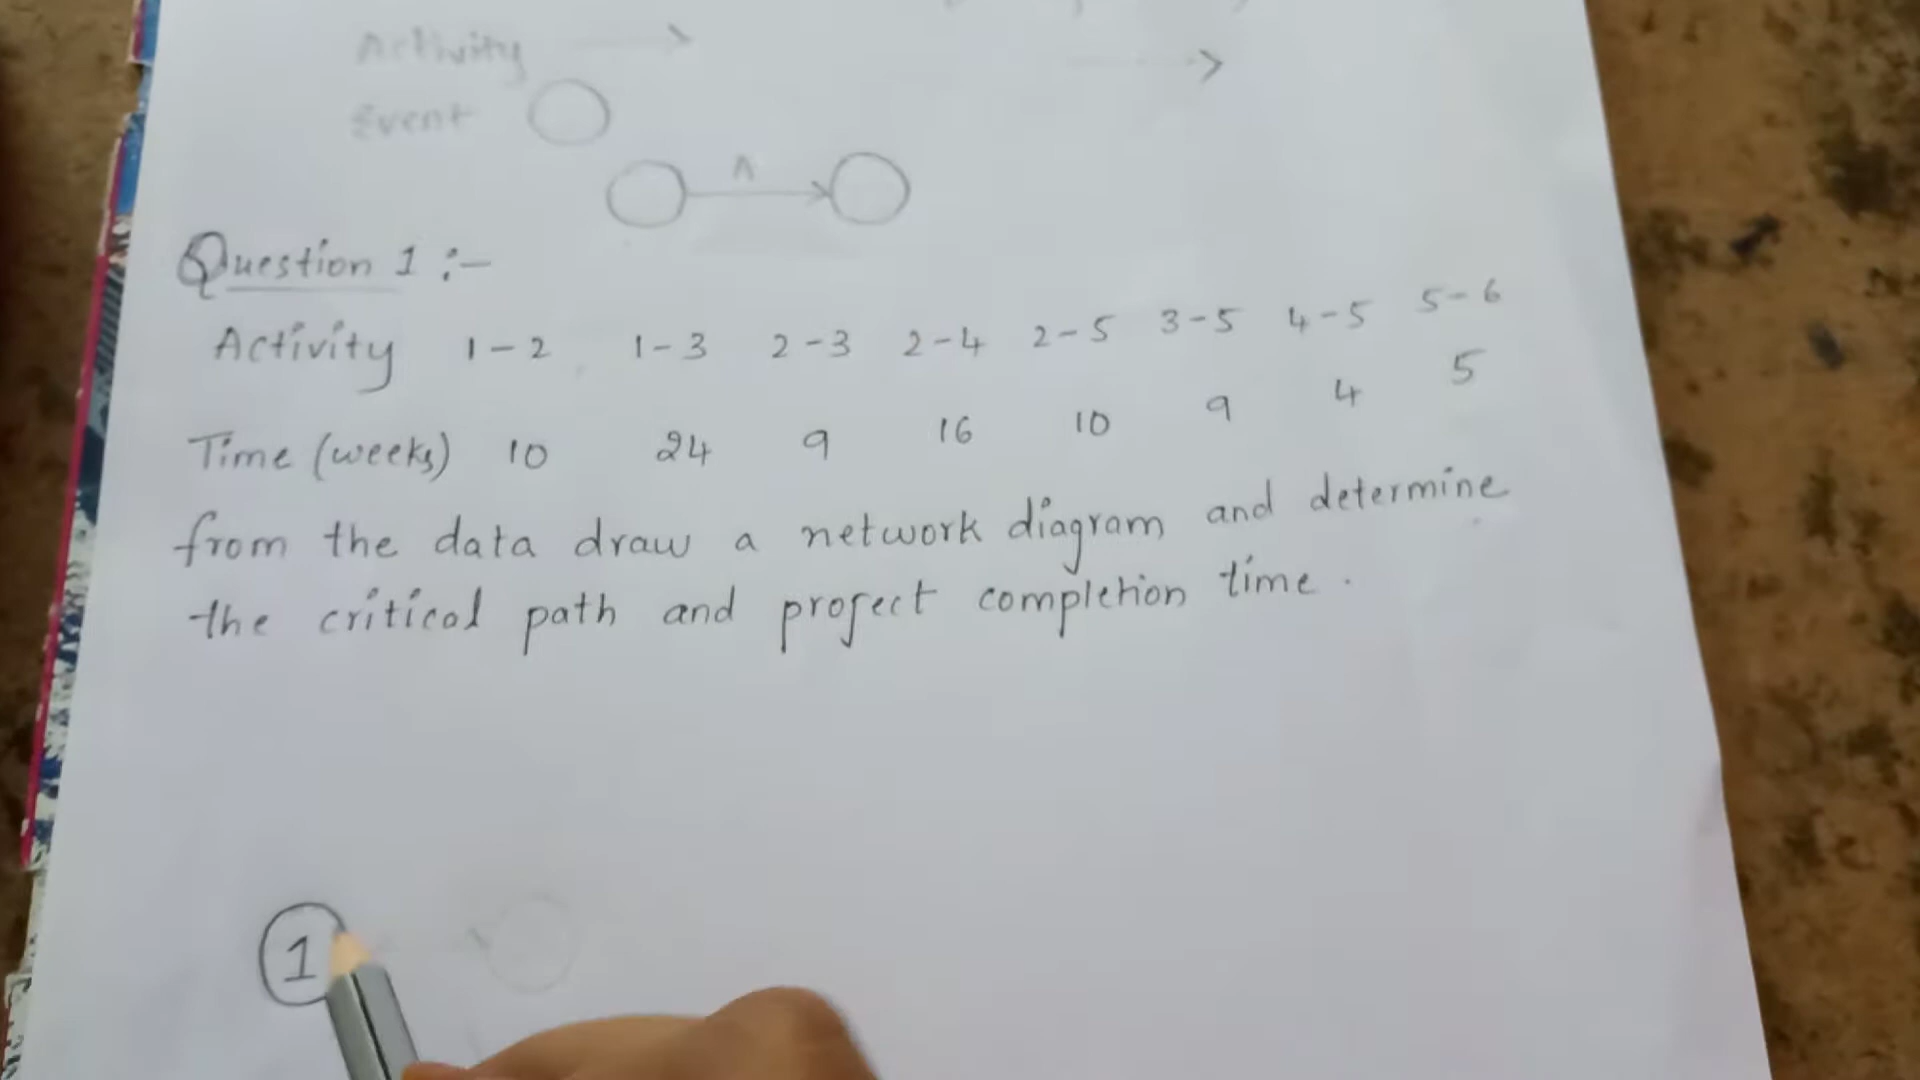 Activity
Event
A
Question 1 :-
Activity 1-2 1-3 2-3 2-4 2-5 3-5 4-5 5-6
Time (weeks) 10 24 9 16 10 9 4 5
from the data draw a network diagram and determine
the critical path and project completion time.
1